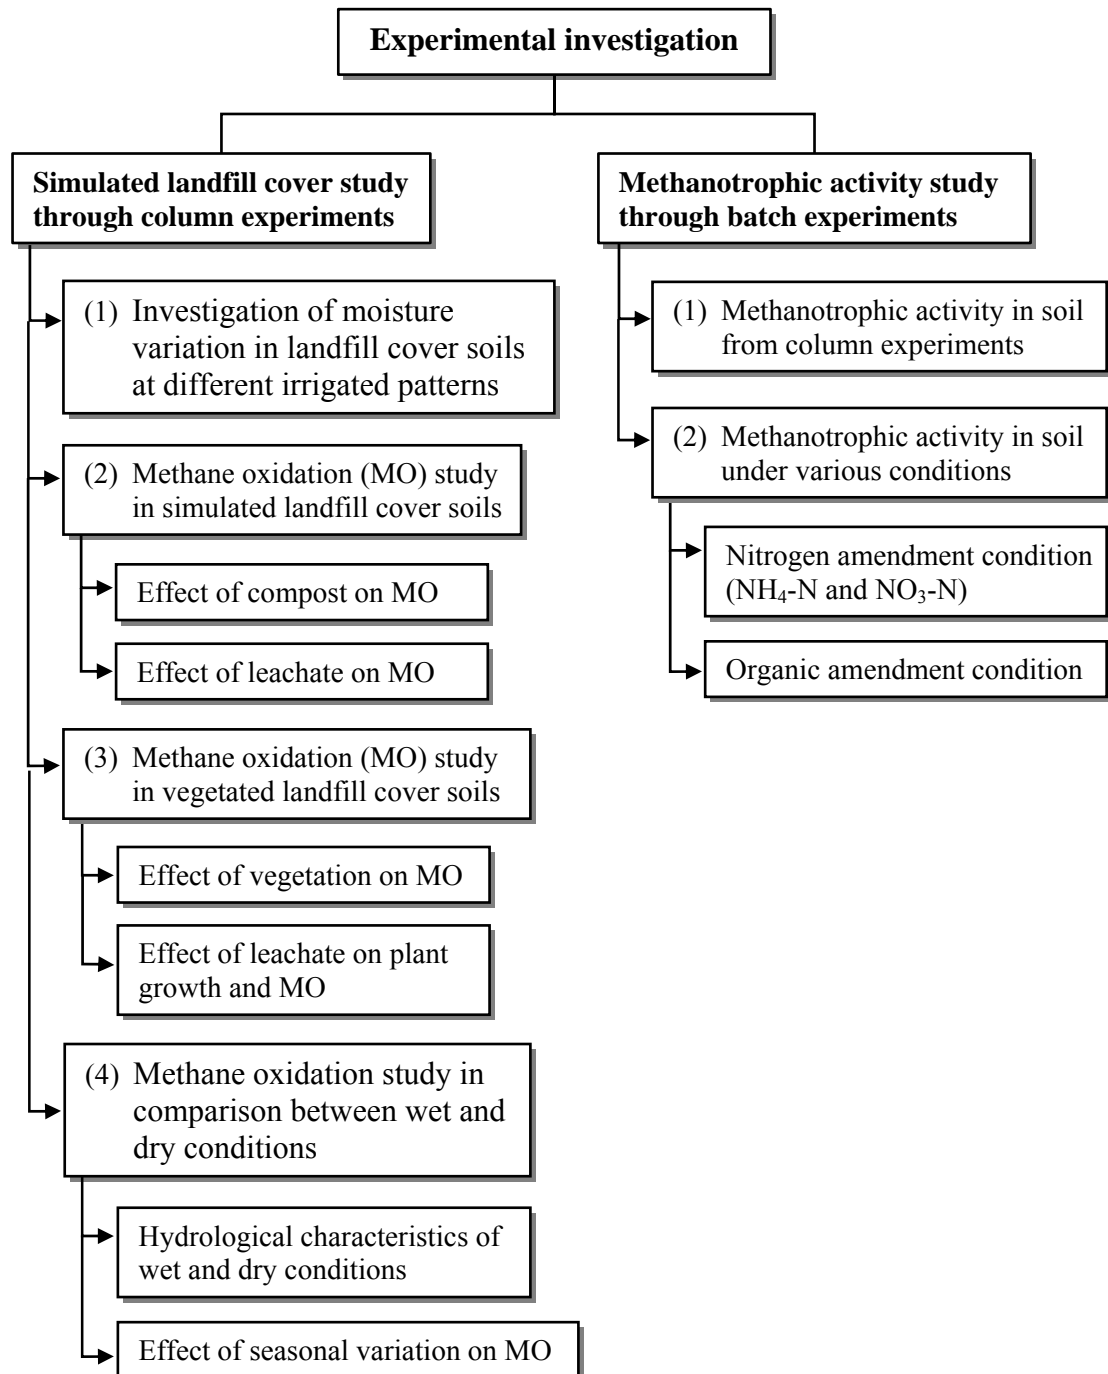 Experimental investigation
Simulated landfill cover study
through column experiments
(1) Investigation of moisture
variation in landfill cover soils
at different irrigated patterns
(2) Methane oxidation (MO) study
in simulated landfill cover soils
Effect of compost on MO
Effect of leachate on MO
(3) Methane oxidation (MO) study
in vegetated landfill cover soils
Effect of vegetation on MO
Effect of leachate on plant
growth and MO
(4) Methane oxidation study in
comparison between wet and
dry conditions
Hydrological characteristics of
wet and dry conditions
Effect of seasonal variation on MO
Methanotrophic activity study
through batch experiments
(1) Methanotrophic activity in soil
from column experiments
(2) Methanotrophic activity in soil
under various conditions
Nitrogen amendment condition
(NH₄-N and NO₃-N)
Organic amendment condition